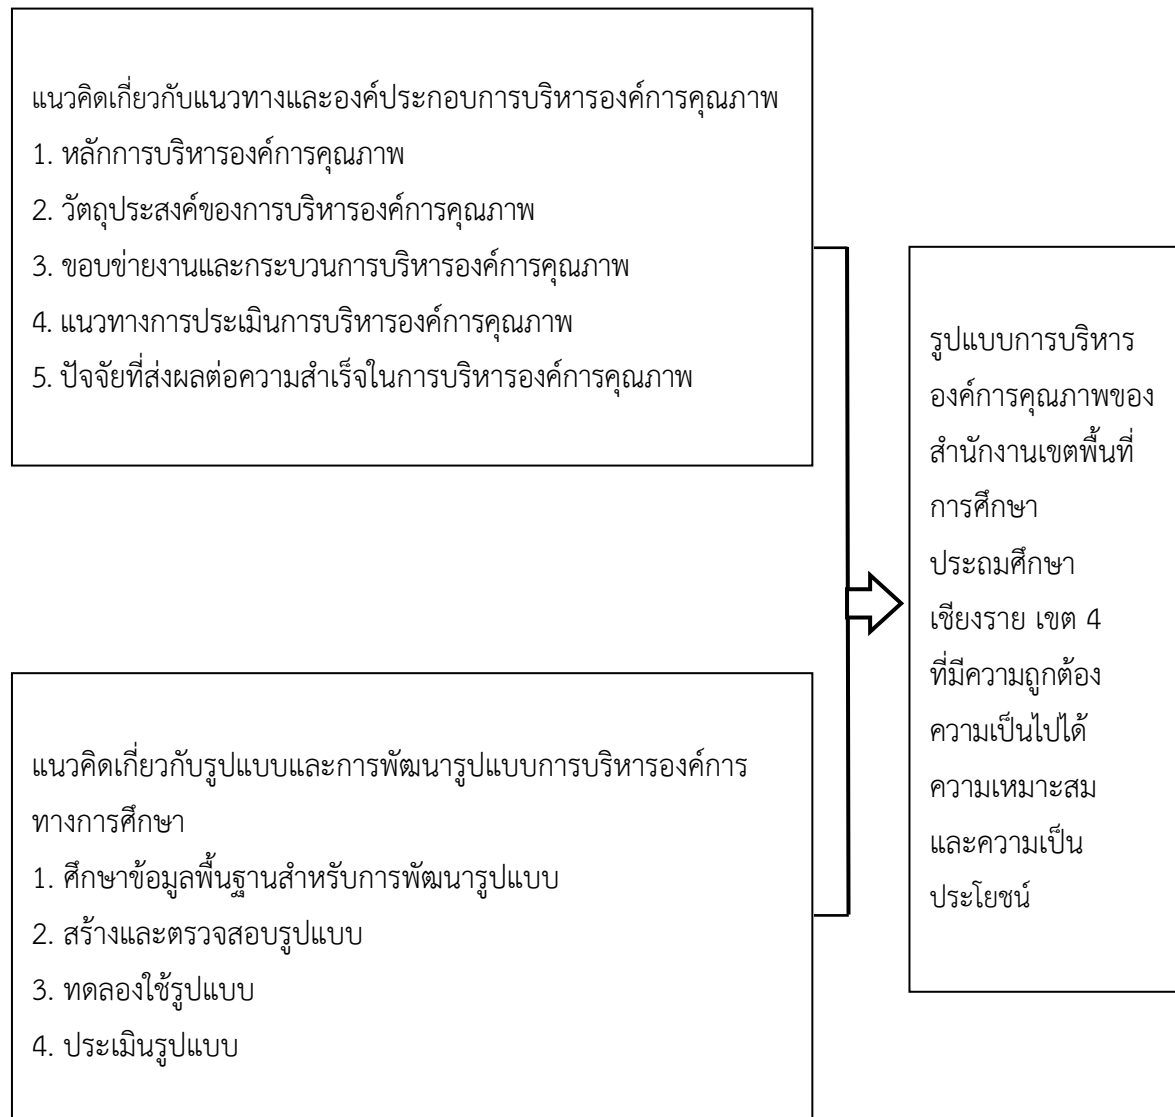 แนวคิดเกี่ยวกับแนวทางและองค์ประกอบการบริหารองค์การคุณภาพ
1. หลักการบริหารองค์การคุณภาพ
2. วัตถุประสงค์ของการบริหารองค์การคุณภาพ
3. ขอบข่ายงานและกระบวนการบริหารองค์การคุณภาพ
4. แนวทางการประเมินการบริหารองค์การคุณภาพ
5. ปัจจัยที่ส่งผลต่อความสำเร็จในการบริหารองค์การคุณภาพ
แนวคิดเกี่ยวกับรูปแบบและการพัฒนารูปแบบการบริหารองค์การ
ทางการศึกษา
1. ศึกษาข้อมูลพื้นฐานสำหรับการพัฒนารูปแบบ
2. สร้างและตรวจสอบรูปแบบ
3. ทดลองใช้รูปแบบ
4. ประเมินรูปแบบ
รูปแบบการบริหาร
องค์การคุณภาพของ
สำนักงานเขตพื้นที่
การศึกษา
ประถมศึกษา
เชียงราย เขต 4
ที่มีความถูกต้อง
ความเป็นไปได้
ความเหมาะสม
และความเป็น
ประโยชน์